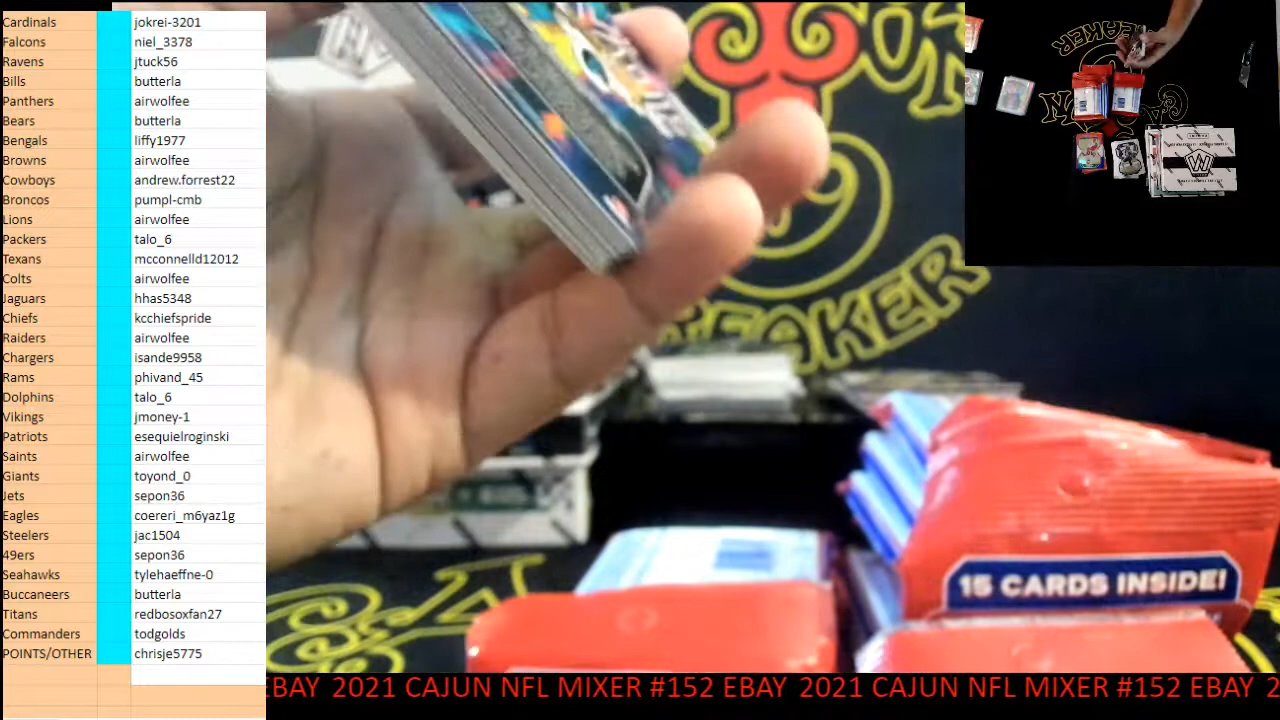 Cardinals jokrei-3201
Falcons niel_3378
Ravens jtuck56
Bills butterla
Panthers airwolfee
Bears butterla
Bengals liffy1977
Browns airwolfee
Cowboys andrew.forrest22
Broncos pumpl-cmb
Lions airwolfee
Packers talo_6
Texans mcconnelld12012
Colts airwolfee
Jaguars hhas5348
Chiefs kcchiefspride
Raiders airwolfee
Chargers isande9958
Rams phivand_45
Dolphins talo_6
Vikings jmoney-1
Patriots esequielroginski
Saints airwolfee
Giants toyond_0
Jets sepon36
Eagles coereri_m6yaz1g
Steelers jac1504
49ers sepon36
Seahawks tylehaeffne-0
Buccaneers butterla
Titans redbosoxfan27
Commanders todgolds
POINTS/OTHER chrisje5775
BREAKER
BREAKER
15 CARDS INSIDE!
EBAY 2021 CAJUN NFL MIXER #152 EBAY 2021 CAJUN NFL MIXER #152 EBAY 2